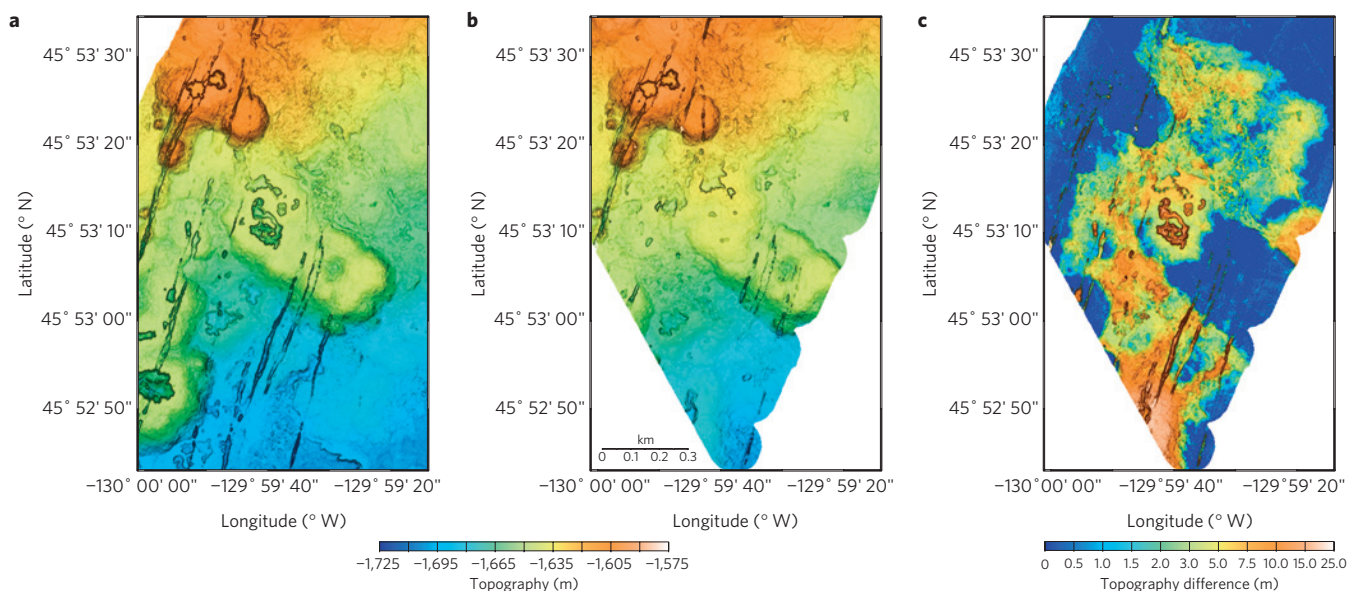 a
45° 53' 30"
45° 53' 20"
45° 53' 10"
45° 53' 00"
45° 52' 50"
Latitude (° N)
−130° 00' 00"
−129° 59' 40"
−129° 59' 20"
Longitude (° W)
b
45° 53' 30"
45° 53' 20"
45° 53' 10"
45° 53' 00"
45° 52' 50"
Latitude (° N)
km
0 0.1 0.2 0.3
−130° 00' 00"
−129° 59' 40"
−129° 59' 20"
Longitude (° W)
−1,725 −1,695 −1,665 −1,635 −1,605 −1,575
Topography (m)
c
45° 53' 30"
45° 53' 20"
45° 53' 10"
45° 53' 00"
45° 52' 50"
Latitude (° N)
−130° 00' 00"
−129° 59' 40"
−129° 59' 20"
Longitude (° W)
0 0.5 1.0 1.5 2.0 3.0 5.0 7.5 10.0 15.0 25.0
Topography difference (m)